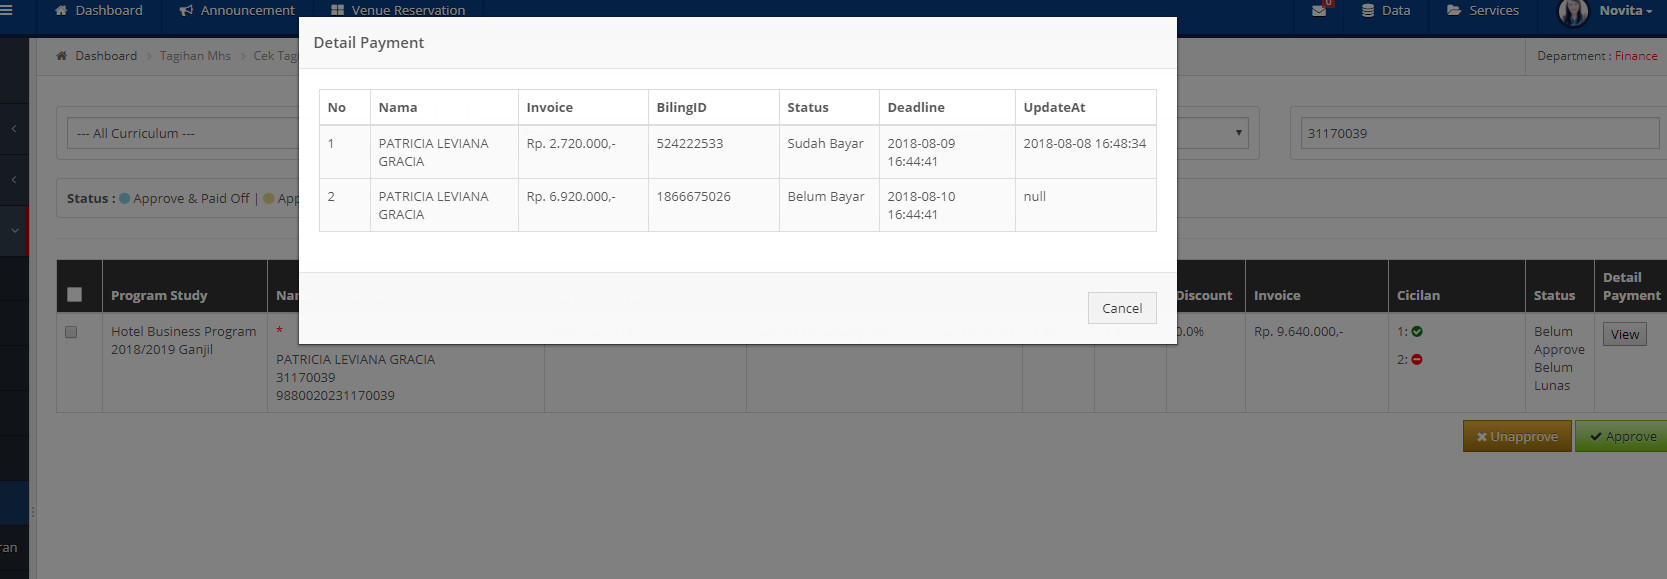 Dashboard Announcement Venue Reservation 0 Data Services Novita
Detail Payment
Dashboard Tagihan Mhs Cek Department : Finance
No Nama Invoice BilingID Status Deadline UpdateAt
--- All Curriculum --- 31170039
1 PATRICIA LEVIANA Rp. 2.720.000,- 524222533 Sudah Bayar 2018-08-09 2018-08-08 16:48:34
GRACIA 16:44:41
2 PATRICIA LEVIANA Rp. 6.920.000,- 1866675026 Belum Bayar 2018-08-10 null
GRACIA 16:44:41
Status : Approve & Paid Off |
Cancel
Program Study Discount Invoice Cicilan Status Detail
Payment
Hotel Business Program * 0.0% Rp. 9.640.000,- 1: Belum View
2018/2019 Ganjil Approve
PATRICIA LEVIANA GRACIA 2: Belum
31170039 Lunas
9880020231170039
Unapprove Approve